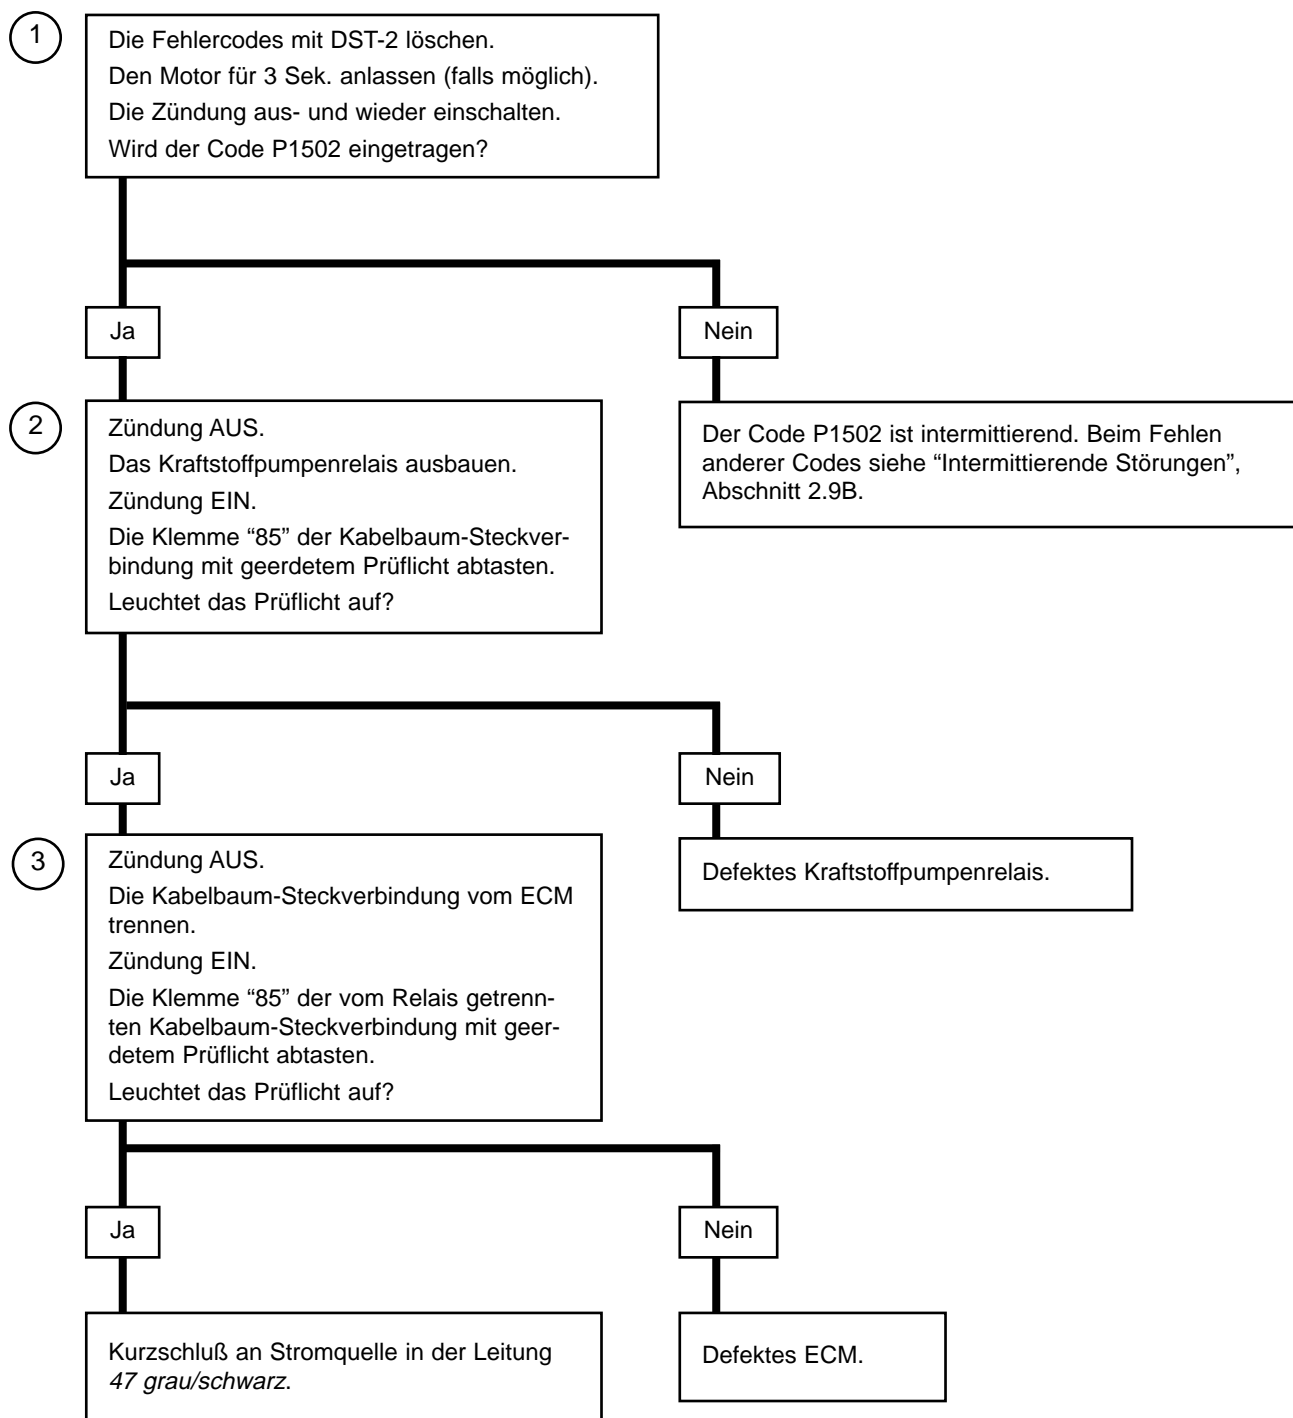 1
Die Fehlercodes mit DST-2 löschen.
Den Motor für 3 Sek. anlassen (falls möglich).
Die Zündung aus- und wieder einschalten.
Wird der Code P1502 eingetragen?
Ja
Nein
2
Zündung AUS.
Das Kraftstoffpumpenrelais ausbauen.
Zündung EIN.
Die Klemme “85” der Kabelbaum-Steckver-
bindung mit geerdetem Prüflicht abtasten.
Leuchtet das Prüflicht auf?
Der Code P1502 ist intermittierend. Beim Fehlen
anderer Codes siehe “Intermittierende Störungen”,
Abschnitt 2.9B.
Ja
Nein
3
Zündung AUS.
Die Kabelbaum-Steckverbindung vom ECM
trennen.
Zündung EIN.
Die Klemme “85” der vom Relais getrenn-
ten Kabelbaum-Steckverbindung mit geer-
detem Prüflicht abtasten.
Leuchtet das Prüflicht auf?
Defektes Kraftstoffpumpenrelais.
Ja
Nein
Kurzschluß an Stromquelle in der Leitung
47 grau/schwarz.
Defektes ECM.